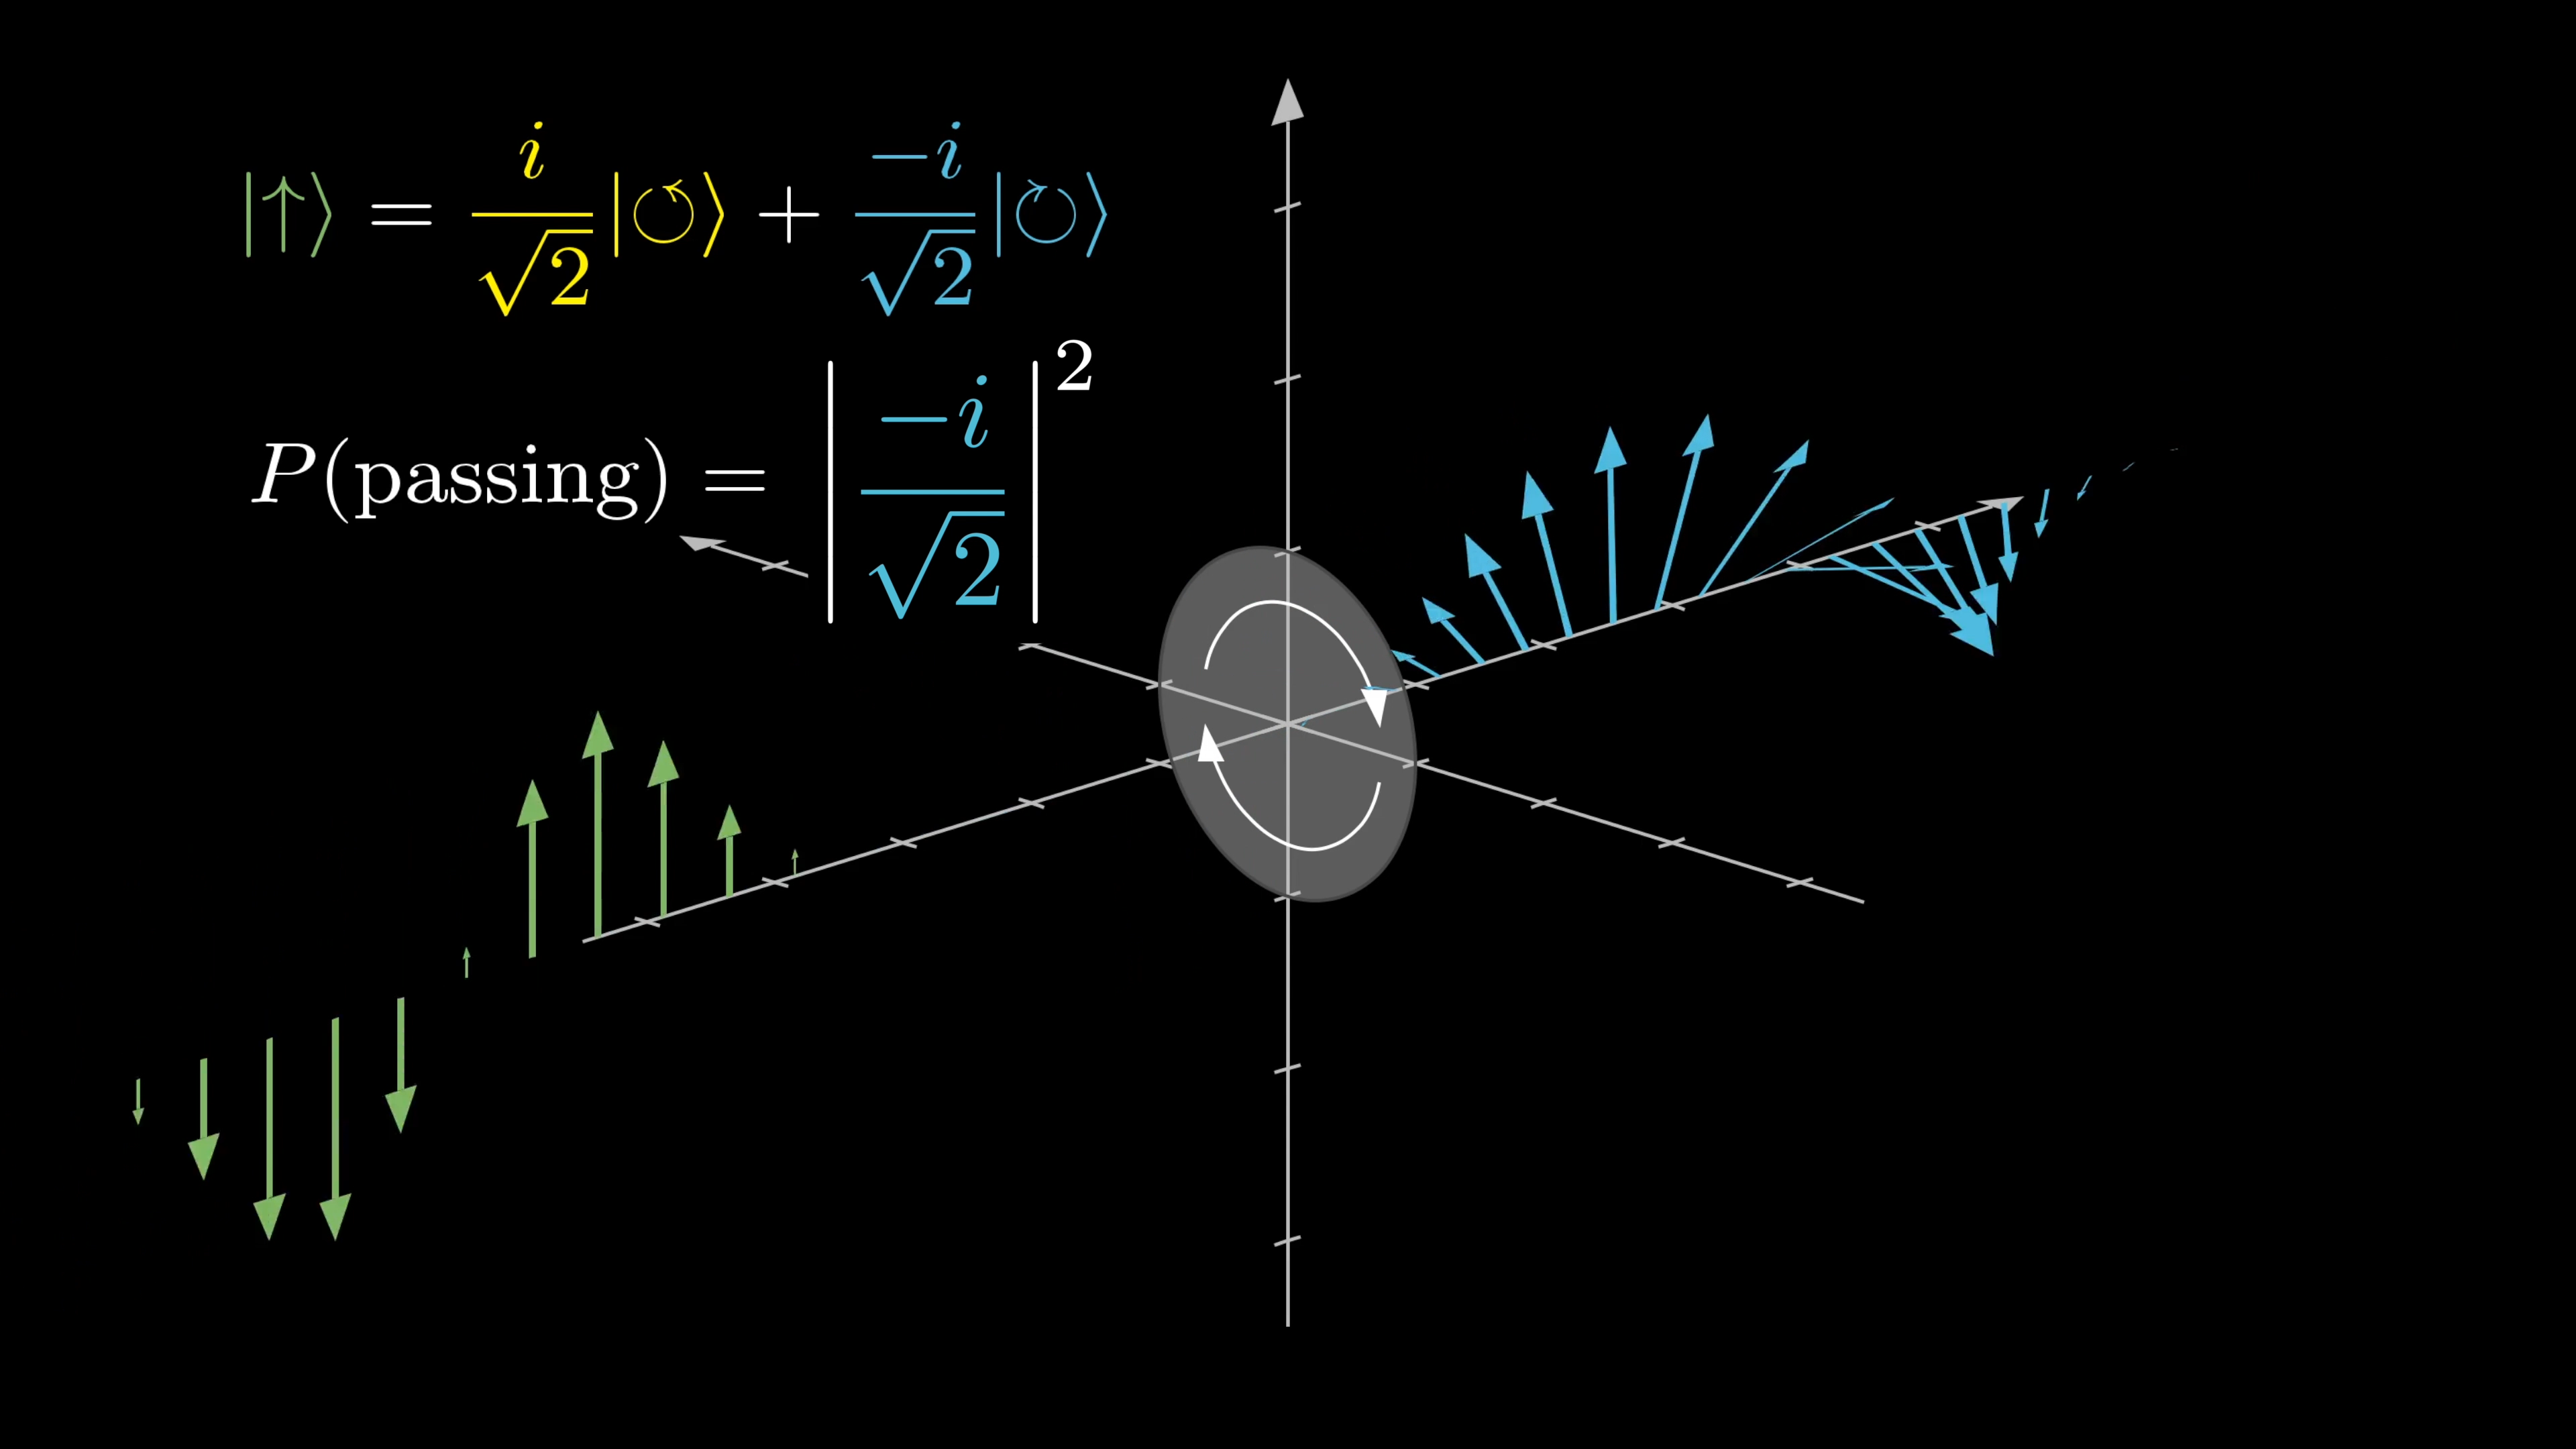 |↑⟩ = i/√2 |↺⟩ + −i/√2 |↻⟩
P(passing) = |−i/√2|²